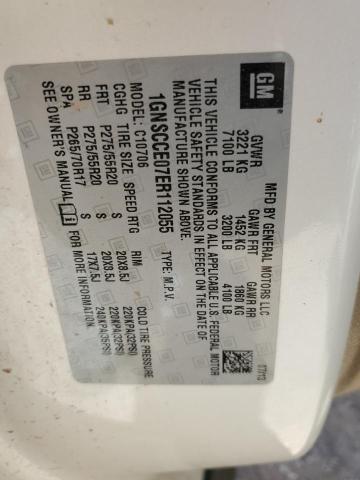 GM
MFD BY GENERAL MOTORS LLC
GVWR GAWR FRT GAWR RR
3221 KG 1452 KG 1860 KG
7100 LB 3200 LB 4100 LB
07/13
THIS VEHICLE CONFORMS TO ALL APPLICABLE U.S. FEDERAL MOTOR
VEHICLE SAFETY STANDARDS IN EFFECT ON THE DATE OF
MANUFACTURE SHOWN ABOVE.
1GNSCCE07ER112055 TYPE: M.P.V.
MODEL: C10706
CGHG TIRE SIZE SPEED RTG RIM COLD TIRE PRESSURE
FRT P275/55R20 S 20X8.5J 220KPA(32PSI)
RR P275/55R20 S 20X8.5J 220KPA(32PSI)
SPA P265/70R17 S 17X7.5J 240KPA(35PSI)
SEE OWNER'S MANUAL